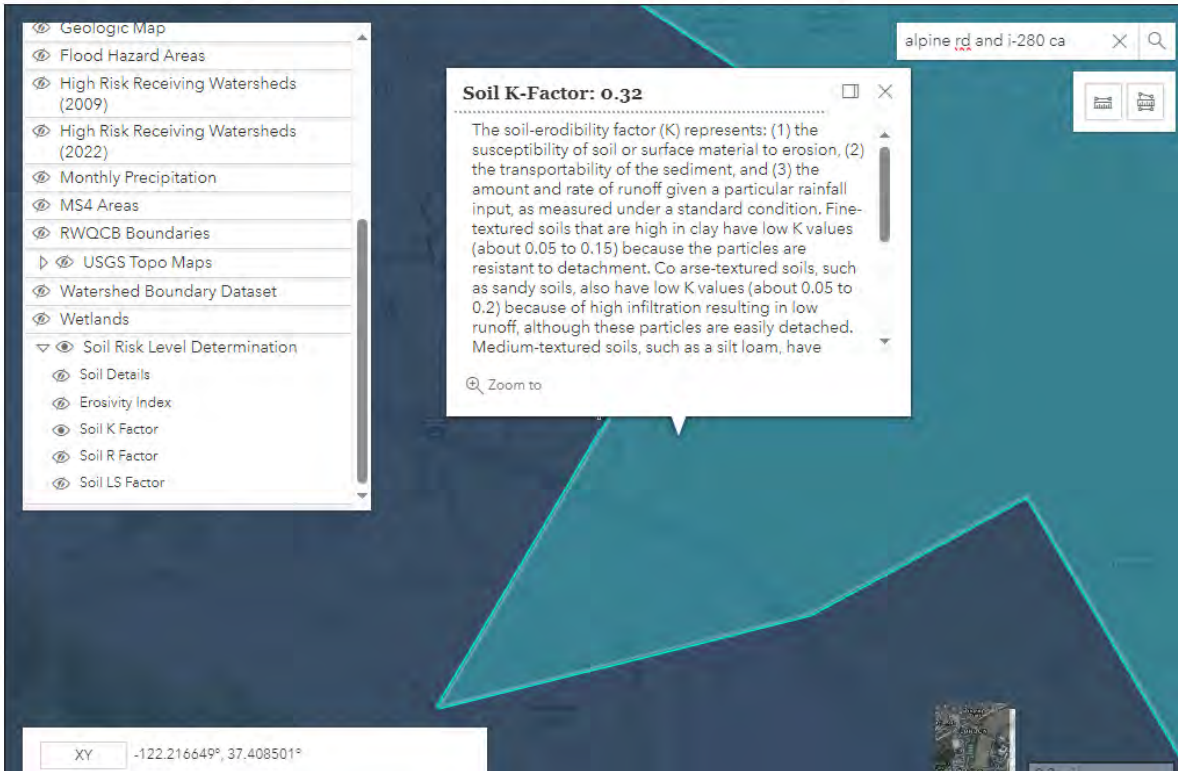 Geologic Map
Flood Hazard Areas
High Risk Receiving Watersheds
(2009)
High Risk Receiving Watersheds
(2022)
Monthly Precipitation
MS4 Areas
RWQCB Boundaries
USGS Topo Maps
Watershed Boundary Dataset
Wetlands
Soil Risk Level Determination
Soil Details
Erosivity Index
Soil K Factor
Soil R Factor
Soil LS Factor
Soil K-Factor: 0.32
The soil-erodibility factor (K) represents: (1) the
susceptibility of soil or surface material to erosion, (2)
the transportability of the sediment, and (3) the
amount and rate of runoff given a particular rainfall
input, as measured under a standard condition. Fine-
textured soils that are high in clay have low K values
(about 0.05 to 0.15) because the particles are
resistant to detachment. Co arse-textured soils, such
as sandy soils, also have low K values (about 0.05 to
0.2) because of high infiltration resulting in low
runoff, although these particles are easily detached.
Medium-textured soils, such as a silt loam, have
Zoom to
alpine rd and i-280 ca
XY
-122.216649°, 37.408501°